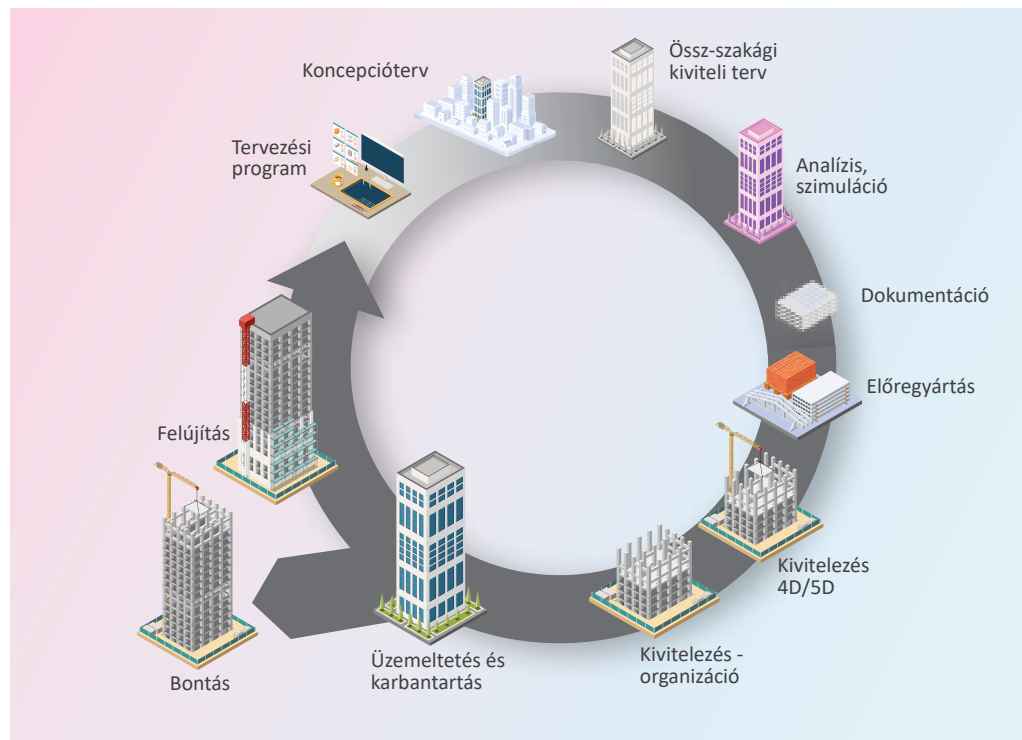 Koncepcióterv
Össz-szakági
kiviteli terv
Tervezési
program
Analízis,
szimuláció
Dokumentáció
Előregyártás
Kivitelezés
4D/5D
Kivitelezés -
organizáció
Üzemeltetés és
karbantartás
Bontás
Felújítás